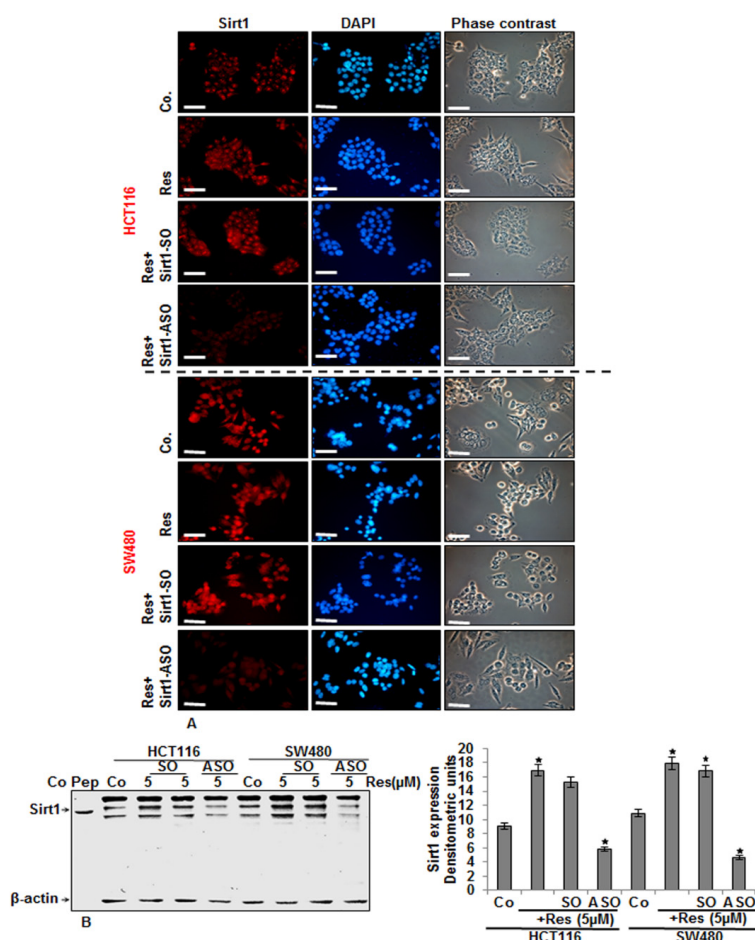 Sirt1 DAPI Phase contrast
HCT116
Co.
Res
Res+ Sirt1-SO
Res+ Sirt1-ASO
SW480
Co.
Res
Res+ Sirt1-SO
Res+ Sirt1-ASO
A
HCT116 SW480
SO ASO SO ASO
Co Pep Co 5 5 5 Co 5 5 5 Res(µM)
Sirt1
β-actin
B
Sirt1 expression
Densitometric units
20
18
16
14
12
10
8
6
4
2
0
Co SO ASO Co SO ASO
+Res (5µM) +Res (5µM)
HCT116 SW480